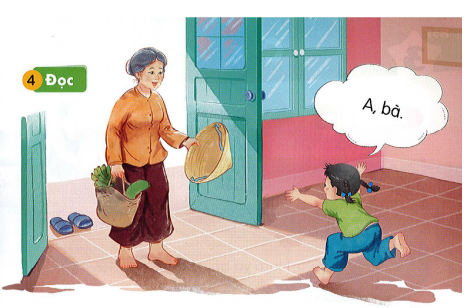 4 Đọc
A, bà.